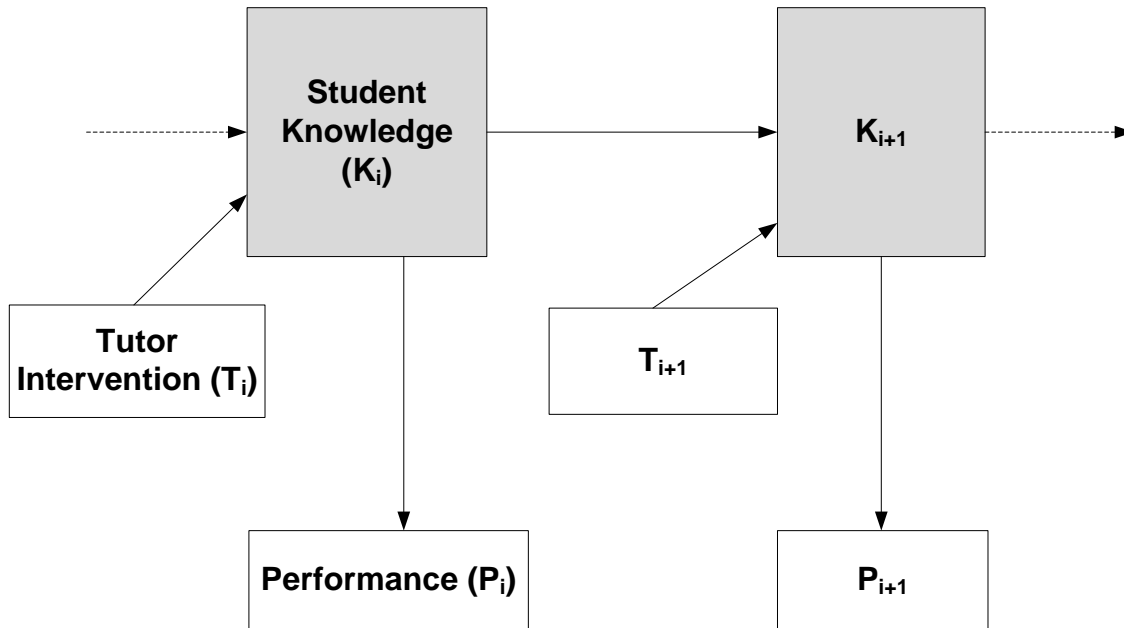 Student
Knowledge
(Kᵢ)
Kᵢ₊₁
Tutor
Intervention (Tᵢ)
Tᵢ₊₁
Performance (Pᵢ)
Pᵢ₊₁